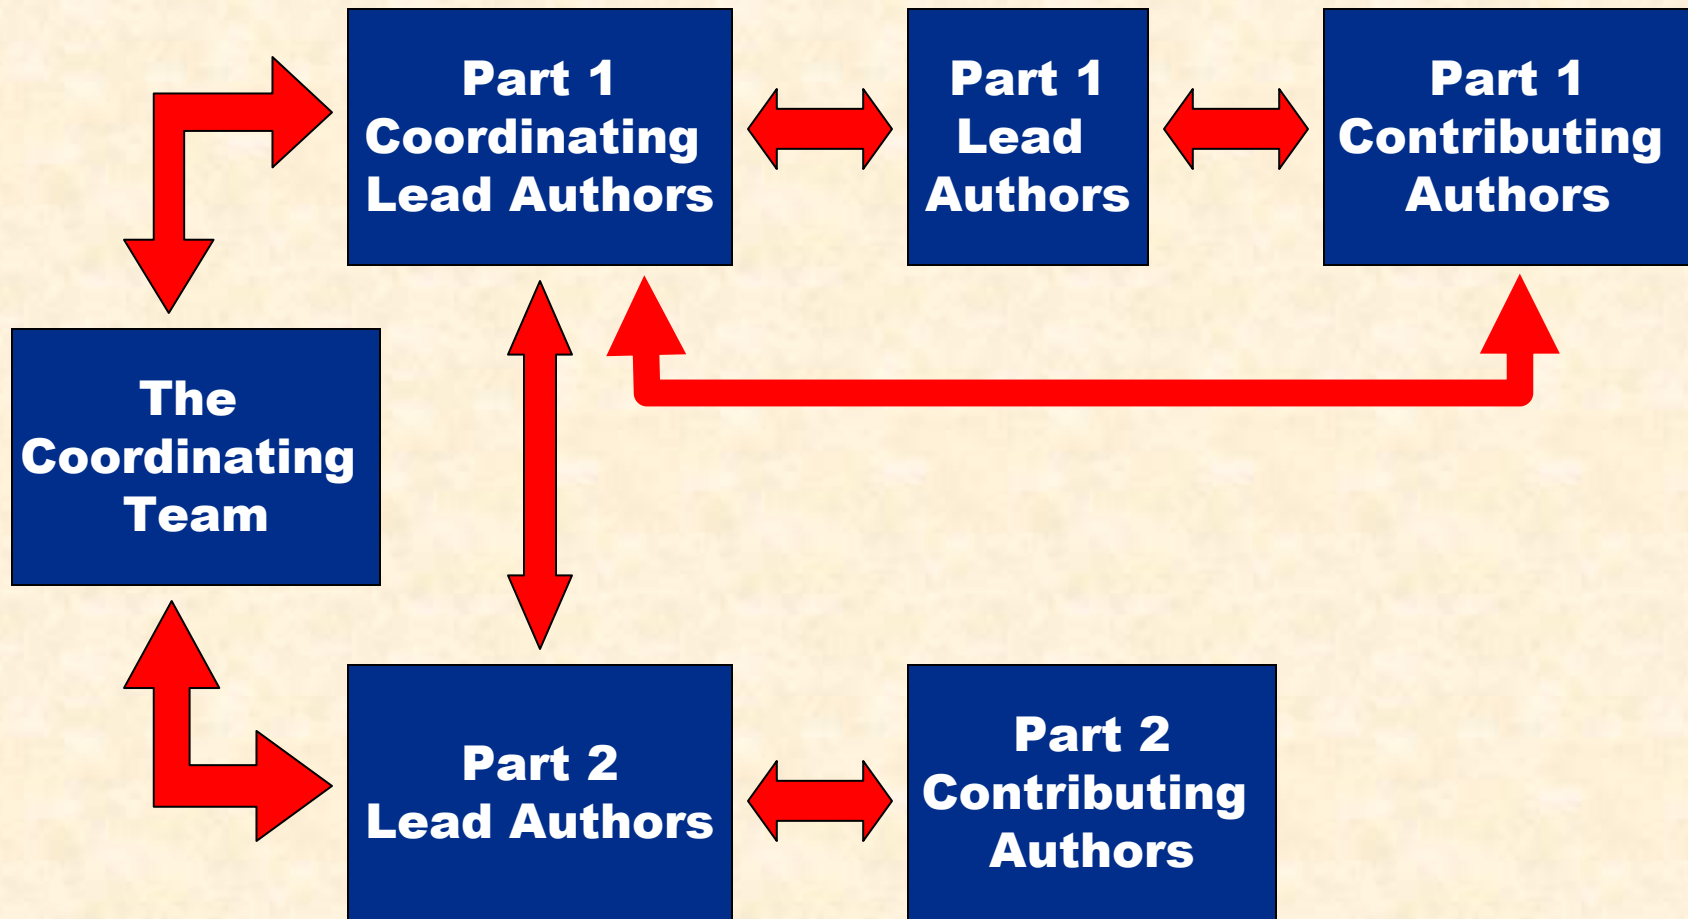 Part 1
Coordinating
Lead Authors
Part 1
Lead
Authors
Part 1
Contributing
Authors
The
Coordinating
Team
Part 2
Lead Authors
Part 2
Contributing
Authors